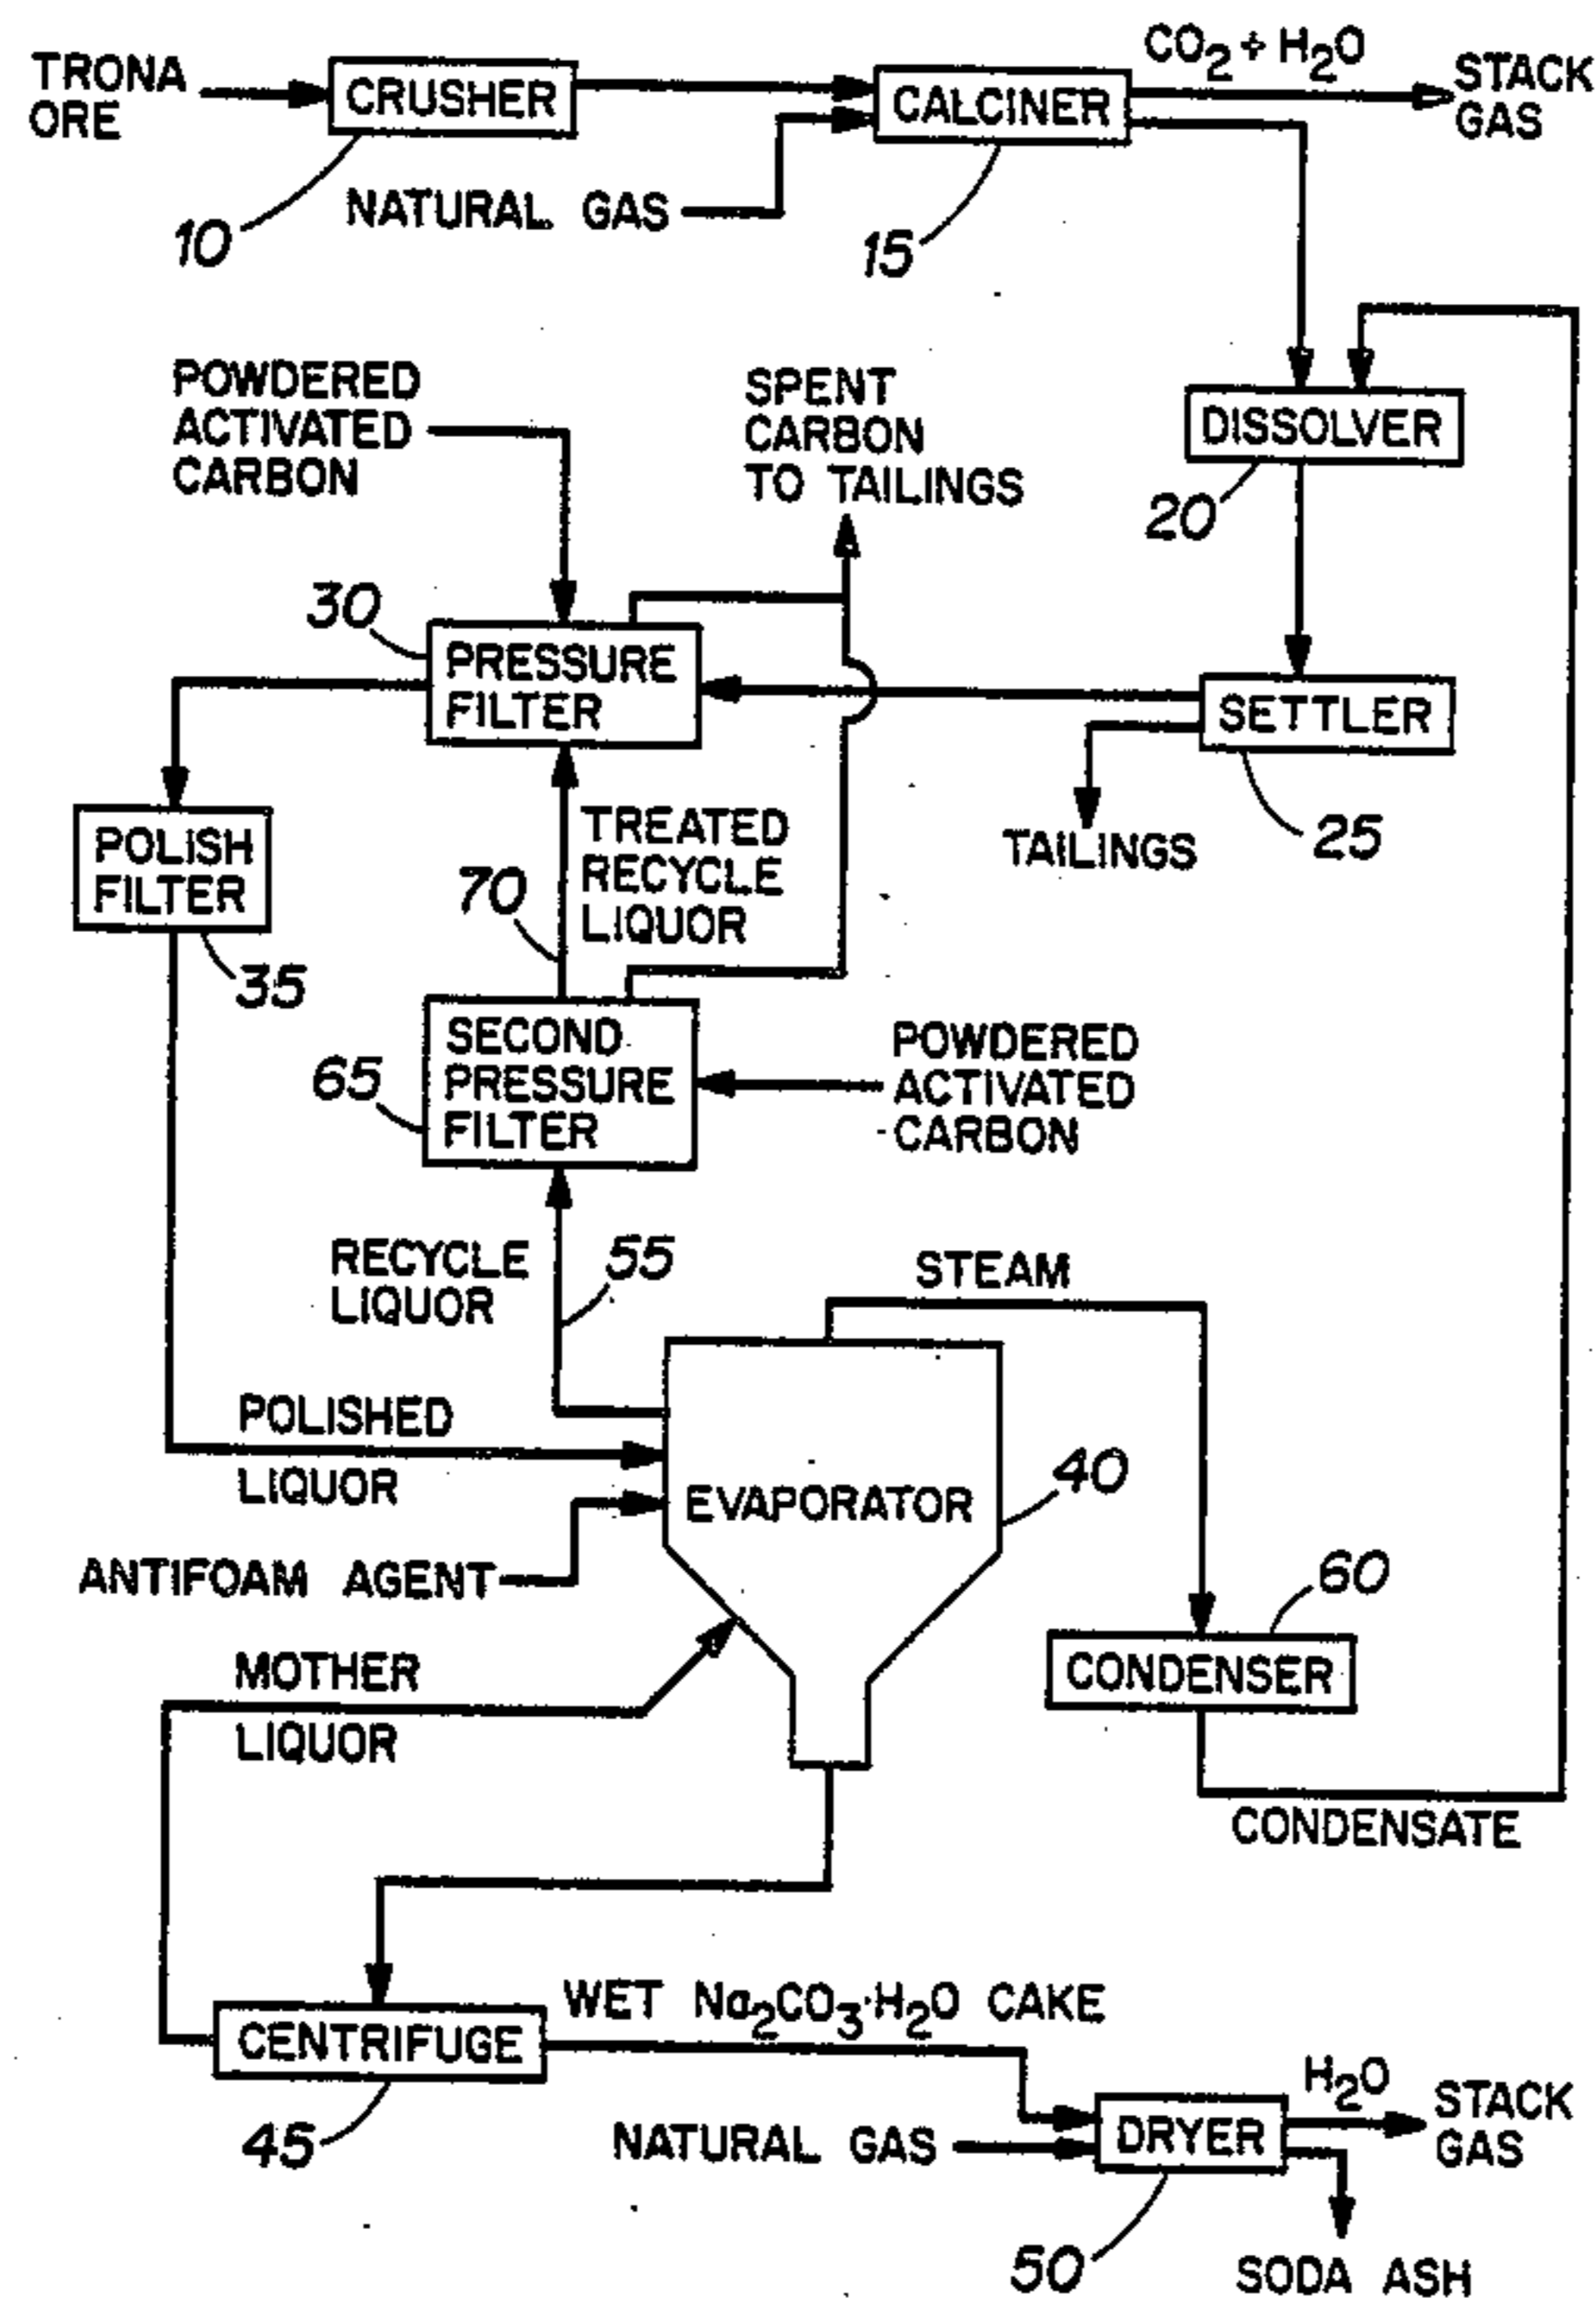 TRONA
ORE
CRUSHER
10
NATURAL GAS
CALCINER
15
CO2 + H2O
STACK
GAS
POWDERED
ACTIVATED
CARBON
SPENT
CARBON
TO TAILINGS
DISSOLVER
20
30
PRESSURE
FILTER
SETTLER
25
TAILINGS
POLISH
FILTER
35
70
TREATED
RECYCLE
LIQUOR
65
SECOND
PRESSURE
FILTER
POWDERED
ACTIVATED
CARBON
RECYCLE
LIQUOR
55
STEAM
POLISHED
LIQUOR
EVAPORATOR
40
ANTIFOAM AGENT
60
CONDENSER
MOTHER
LIQUOR
CONDENSATE
CENTRIFUGE
45
WET Na2CO3·H2O CAKE
NATURAL GAS
DRYER
50
H2O
STACK
GAS
SODA ASH